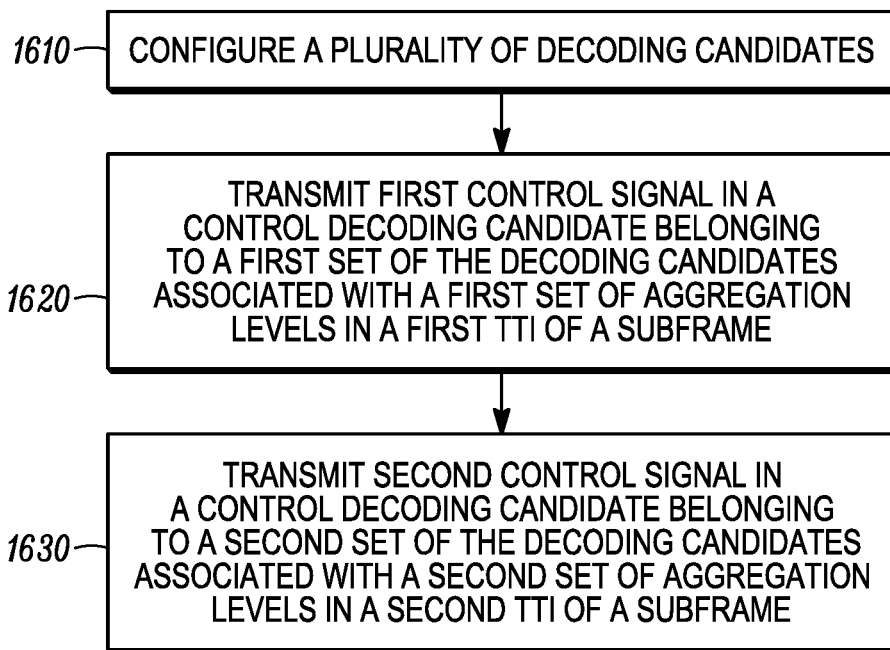 1610 CONFIGURE A PLURALITY OF DECODING CANDIDATES
TRANSMIT FIRST CONTROL SIGNAL IN A
CONTROL DECODING CANDIDATE BELONGING
TO A FIRST SET OF THE DECODING CANDIDATES
1620 ASSOCIATED WITH A FIRST SET OF AGGREGATION
LEVELS IN A FIRST TTI OF A SUBFRAME
TRANSMIT SECOND CONTROL SIGNAL IN
A CONTROL DECODING CANDIDATE BELONGING
1630 TO A SECOND SET OF THE DECODING CANDIDATES
ASSOCIATED WITH A SECOND SET OF AGGREGATION
LEVELS IN A SECOND TTI OF A SUBFRAME